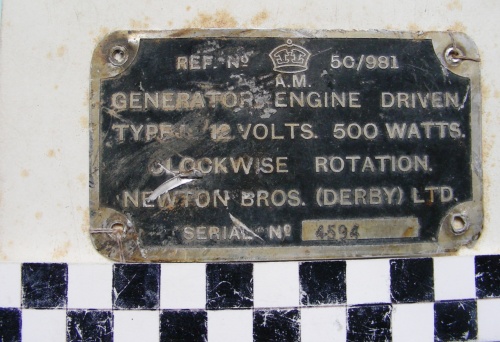 REF. Nº 5G/981
A.M.
GENERATOR ENGINE DRIVEN
TYPE 12 VOLTS. 500 WATTS.
CLOCKWISE ROTATION.
NEWTON BROS. (DERBY) LTD.
SERIAL Nº 4594